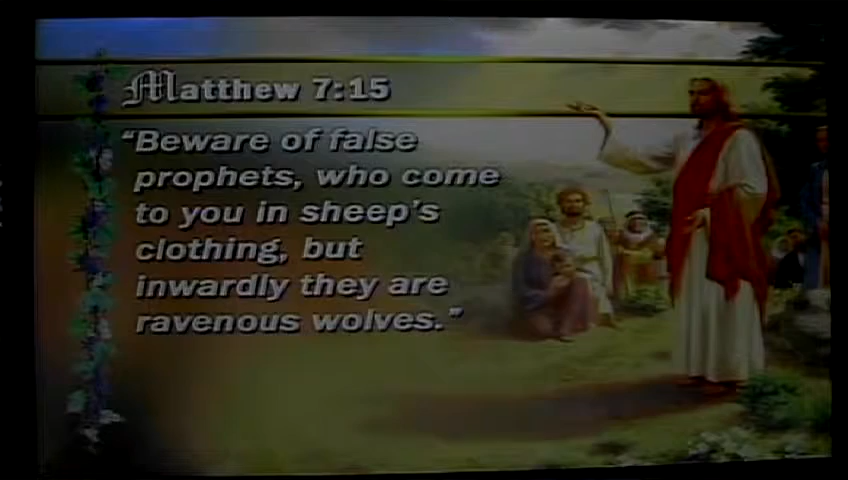 Matthew 7:15
“Beware of false
prophets, who come
to you in sheep's
clothing, but
inwardly they are
ravenous wolves.”